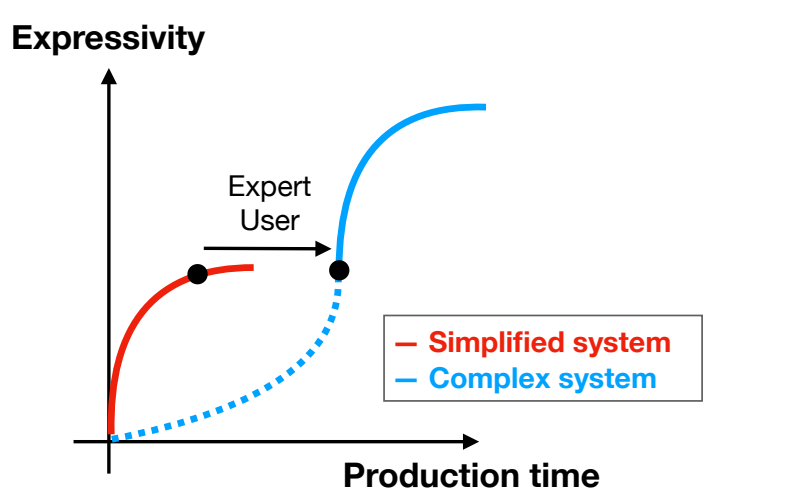 Expressivity
Expert
User
— Simplified system
— Complex system
Production time